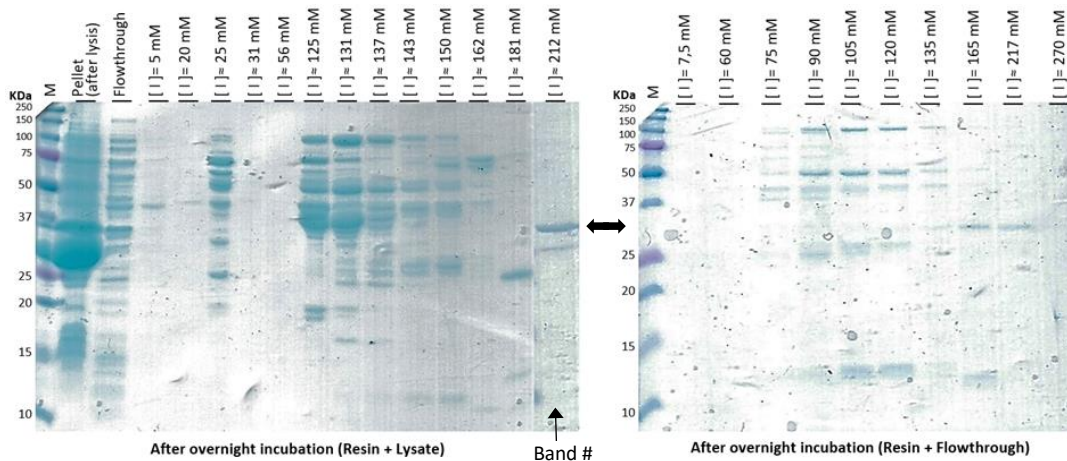 KDa
M
Pellet
(after lysis)
Flowthrough
[ I ]= 5 mM
[ I ]= 20 mM
[ I ]≈ 25 mM
[ I ]≈ 31 mM
[ I ]≈ 56 mM
[ I ]≈ 125 mM
[ I ]≈ 131 mM
[ I ]≈ 137 mM
[ I ]≈ 143 mM
[ I ]≈ 150 mM
[ I ]≈ 162 mM
[ I ]≈ 181 mM
[ I ]≈ 212 mM
250
150
100
75
50
37
25
20
15
10
After overnight incubation (Resin + Lysate)
Band #
KDa
M
[ I ]= 7,5 mM
[ I ]= 60 mM
[ I ]= 75 mM
[ I ]= 90 mM
[ I ]= 105 mM
[ I ]= 120 mM
[ I ]= 135 mM
[ I ]= 165 mM
[ I ]≈ 217 mM
[ I ]= 270 mM
250
150
100
75
50
37
25
20
15
10
After overnight incubation (Resin + Flowthrough)